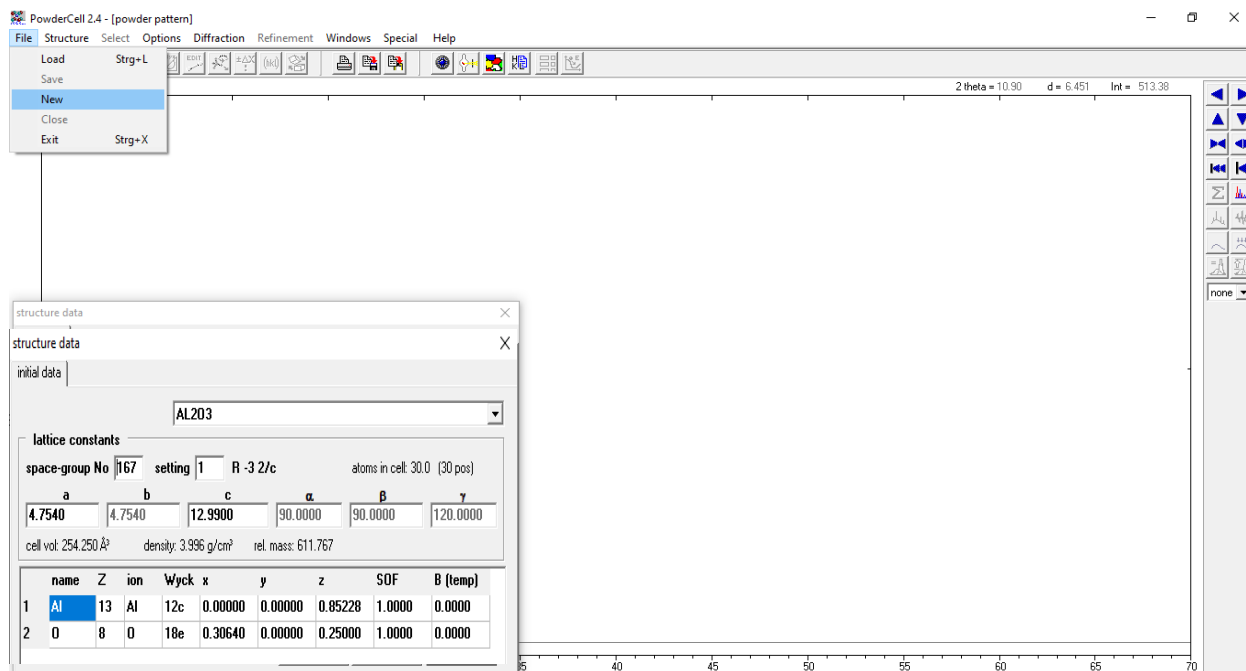 PowderCell 2.4 - [powder pattern]
File Structure Select Options Diffraction Refinement Windows Special Help
Load Strg+L
Save
New
Close
Exit Strg+X
EDIT
2 theta = 10.90 d = 6.451 Int = 513.38
none
structure data
structure data
initial data
AL2O3
lattice constants
space-group No 167 setting 1 R -3 2/c atoms in cell: 30.0 (30 pos)
a b c α β γ
4.7540 4.7540 12.9900 90.0000 90.0000 120.0000
cell vol: 254.250 Å³ density: 3.996 g/cm³ rel. mass: 611.767
name Z ion Wyck x y z SOF B (temp)
1 Al 13 Al 12c 0.00000 0.00000 0.85228 1.0000 0.0000
2 O 8 O 18e 0.30640 0.00000 0.25000 1.0000 0.0000
40 45 50 55 60 65 70